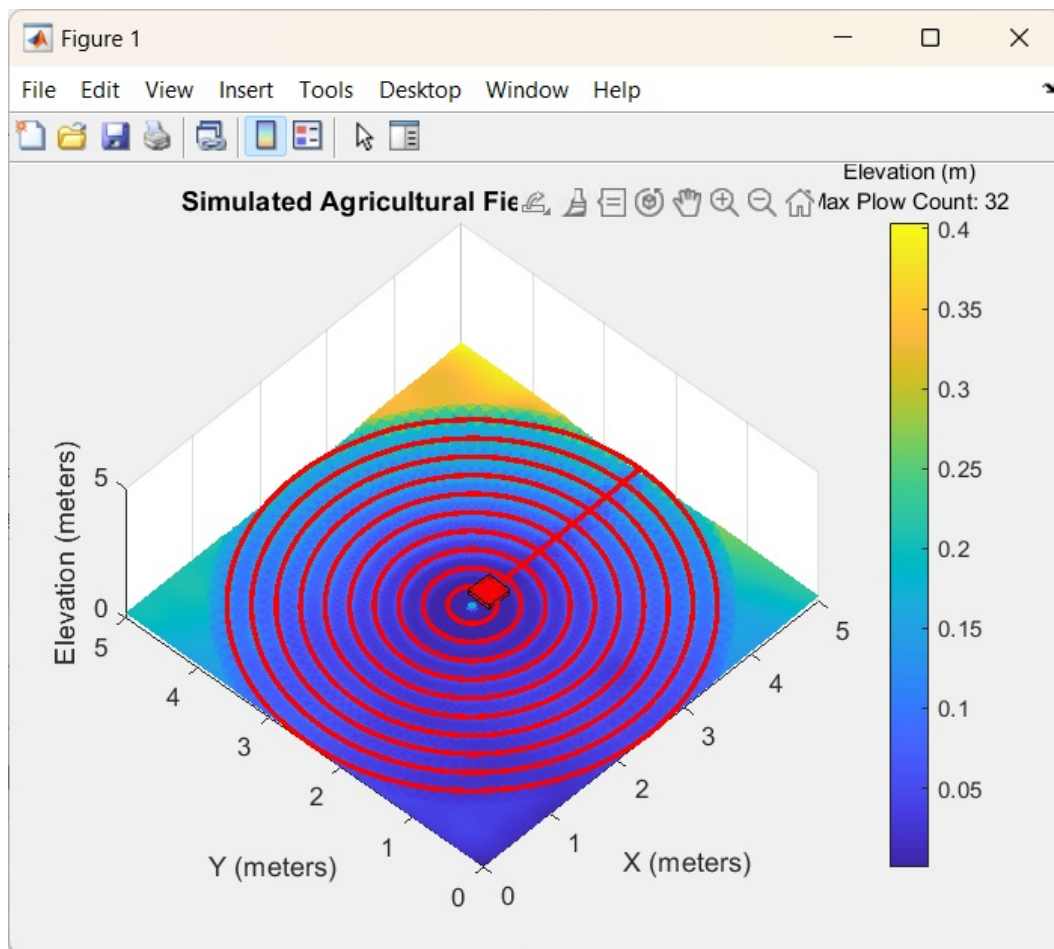 Figure 1
File Edit View Insert Tools Desktop Window Help
Elevation (m)
Simulated Agricultural
Plow Count: 32
0.4
0.35
0.3
0.25
0.2
0.15
0.1
0.05
Elevation (meters)
5
0
5
4
3
2
1
0
Y (meters)
0
1
2
3
4
5
X (meters)